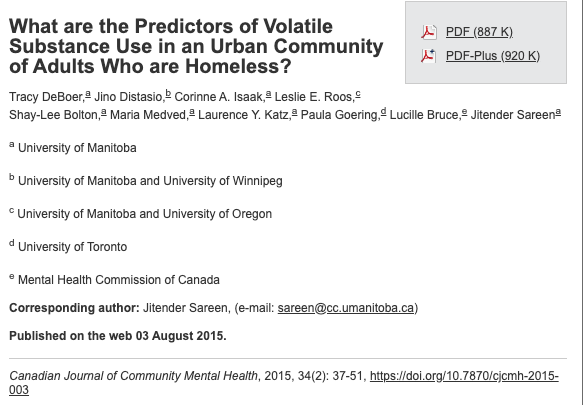 What are the Predictors of Volatile
Substance Use in an Urban Community
of Adults Who are Homeless?
PDF (887 K)
PDF-Plus (920 K)
Tracy DeBoer,a Jino Distasio,b Corinne A. Isaak,a Leslie E. Roos,c
Shay-Lee Bolton,a Maria Medved,a Laurence Y. Katz,a Paula Goering,d Lucille Bruce,e Jitender Sareena
a University of Manitoba
b University of Manitoba and University of Winnipeg
c University of Manitoba and University of Oregon
d University of Toronto
e Mental Health Commission of Canada
Corresponding author: Jitender Sareen, (e-mail: sareen@cc.umanitoba.ca)
Published on the web 03 August 2015.
Canadian Journal of Community Mental Health, 2015, 34(2): 37-51, https://doi.org/10.7870/cjcmh-2015-
003